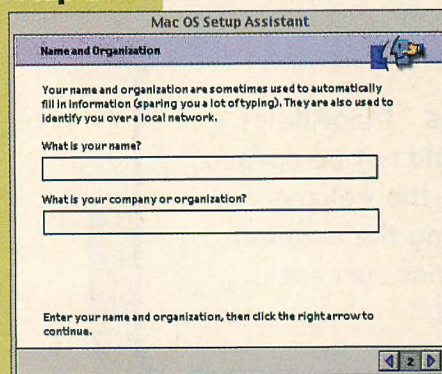 Mac OS Setup Assistant
Name and Organization
Your name and organization are sometimes used to automatically
fill in information (sparing you a lot of typing). They are also used to
identify you over a local network.
What is your name?
What is your company or organization?
Enter your name and organization, then click the right arrow to
continue.
2